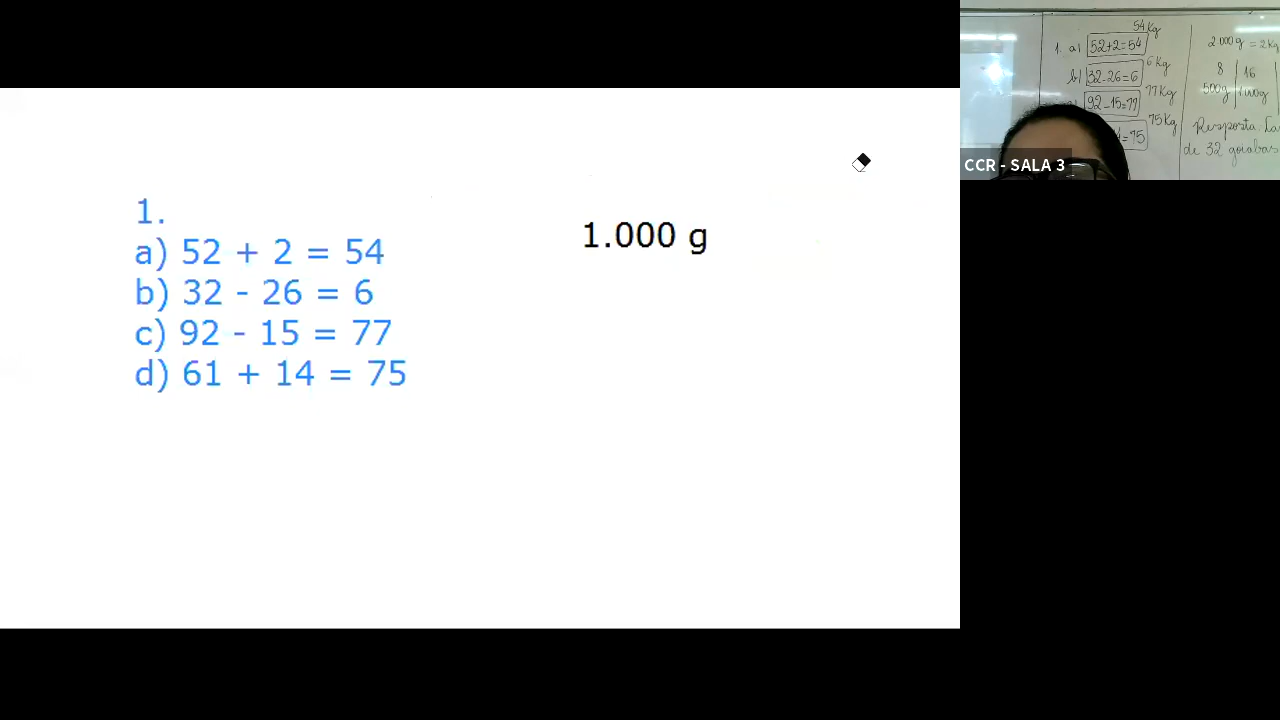 1.
a) 52 + 2 = 54
b) 32 - 26 = 6
c) 92 - 15 = 77
d) 61 + 14 = 75
1.000 g
54 Kg
1. a) 52+2=54
6 Kg
b) 32-26=6
77 Kg
92-15=77
75 Kg
=75
2 000 g = 2 Kg
8 16
500g
Resposta:
de 32 goiabas
CCR - SALA 3